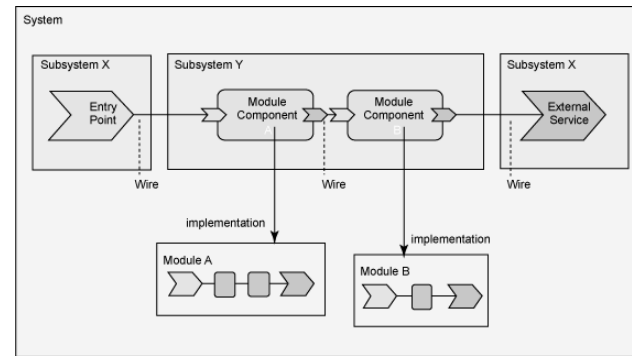 System
Subsystem X
Subsystem Y
Subsystem X
Entry
Point
Module
Component
A
Module
Component
B
External
Service
Wire
Wire
Wire
implementation
implementation
Module A
Module B